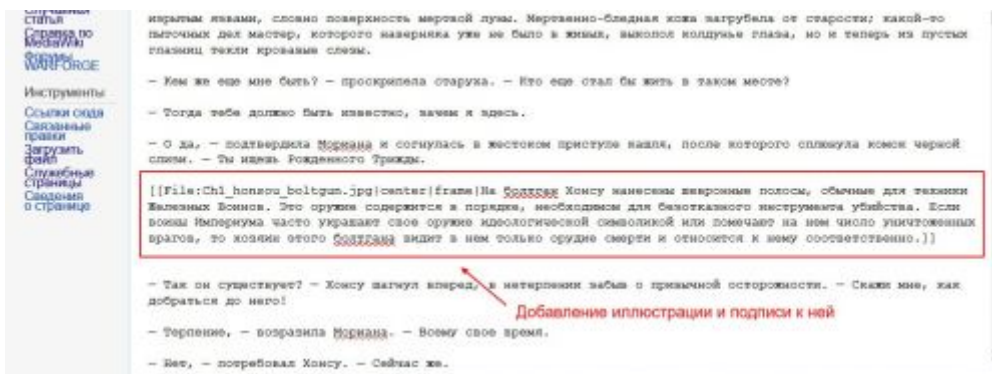 Случайная
статья
Справка по
MediaWiki
Форумы
WARFORGE
Инструменты
Ссылки сюда
Связанные
правки
Загрузить
файл
Служебные
страницы
Сведения
о странице
изрытым язвами, словно поверхность мертвой луны. Мертвенно-бледная кожа загрубела от старости; какой-то
пыточных дел мастер, которого наверняка уже не было в живых, выколол колдунье глаза, но и теперь из пустых
глазниц текли кровавые слезы.
— Кем же еще мне быть? — проскрипела старуха. — Кто еще стал бы жить в таком месте?
— Тогда тебе должно быть известно, зачем я здесь.
— О да, — подтвердила Мориана и согнулась в жестоком приступе кашля, после которого сплюнула комок черной
слизи. — Ты ищешь Рожденного Трижды.
[[File:Ch1_honsou_boltgun.jpg|center|frame|На болтган Хонсу нанесены шевронные полосы, обычные для техники
Железных Воинов. Это оружие содержится в порядке, необходимом для безотказного инструмента убийства. Если
воины Империума часто украшают свое оружие идеологической символикой или помечают на нем число уничтоженных
врагов, то хозяин этого болтгана видит в нем только орудие смерти и относится к нему соответственно.]]
— Так он существует? — Хонсу шагнул вперед, в нетерпении забыв о привычной осторожности. — Скажи мне, как
добраться до него!
Добавление иллюстрации и подписи к ней
— Терпение, — возразила Мориана. — Всему свое время.
— Нет, — потребовал Хонсу. — Сейчас же.